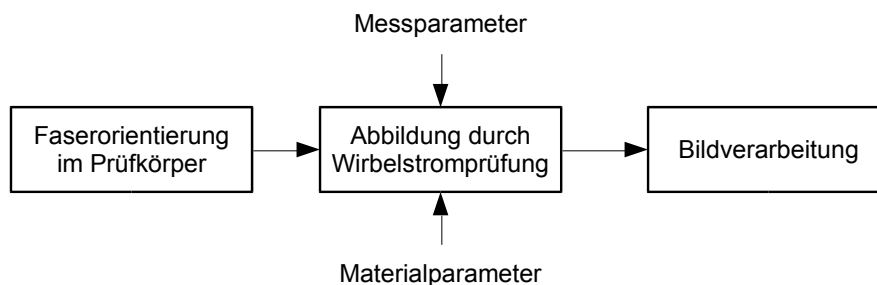 Messparameter
Faserorientierung
im Prüfkörper
Abbildung durch
Wirbelstromprüfung
Bildverarbeitung
Materialparameter